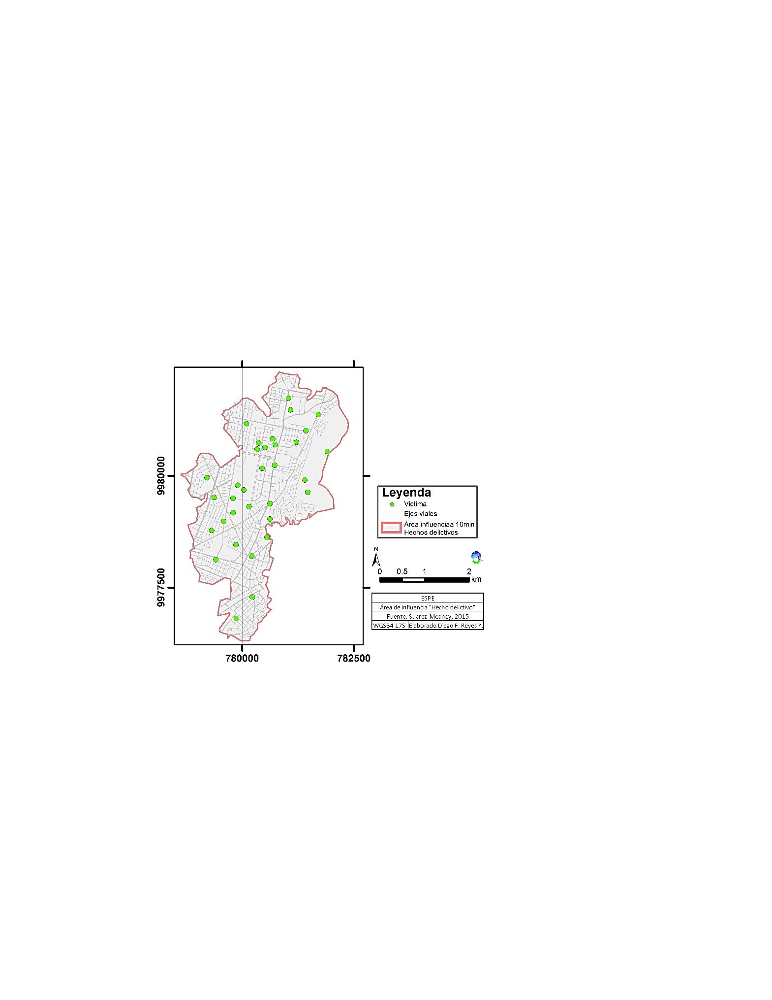 9980000
9977500
780000
782500
Leyenda
Victima
Ejes viales
Área influenciaa 10min
Hechos delictivos
N
0 0.5 1 2
km
ESPE
Área de influencia "Hecho delictivo"
Fuente: Suarez-Meaney, 2015
WGS84 17S Elaborado Diego F. Reyes Y.